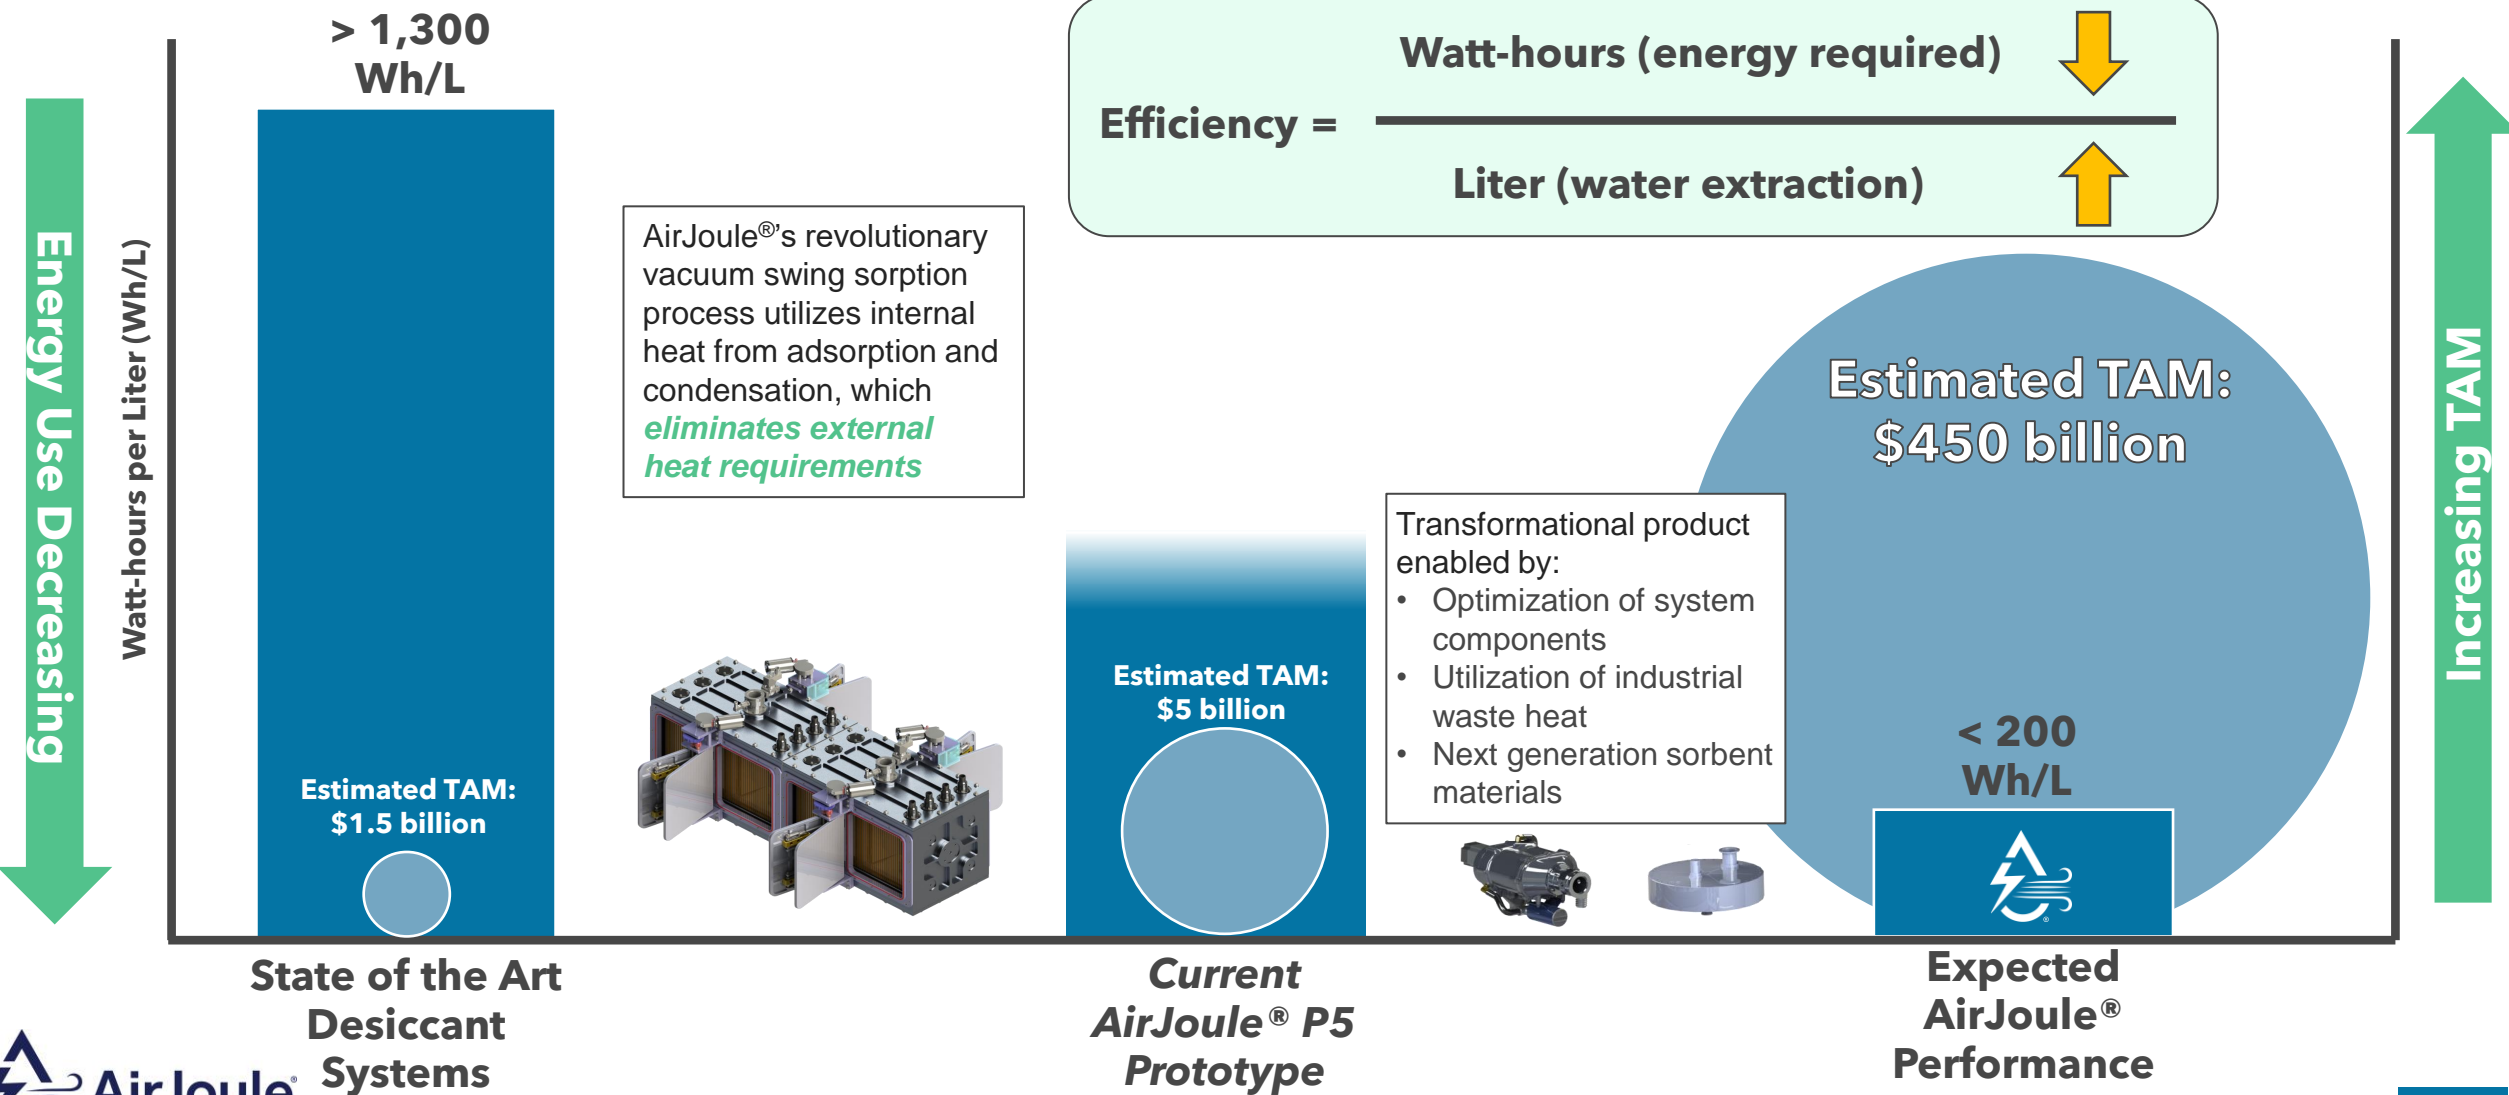 > 1,300
Wh/L
Watt-hours (energy required)
Efficiency =
Liter (water extraction)
Energy Use Decreasing
Watt-hours per Liter (Wh/L)
AirJoule®'s revolutionary
vacuum swing sorption
process utilizes internal
heat from adsorption and
condensation, which
eliminates external
heat requirements
Estimated TAM:
$1.5 billion
Estimated TAM:
$5 billion
Transformational product
enabled by:
• Optimization of system
components
• Utilization of industrial
waste heat
• Next generation sorbent
materials
Estimated TAM:
$450 billion
< 200
Wh/L
Increasing TAM
State of the Art
Desiccant
Systems
Current
AirJoule® P5
Prototype
Expected
AirJoule®
Performance
AirJoule®